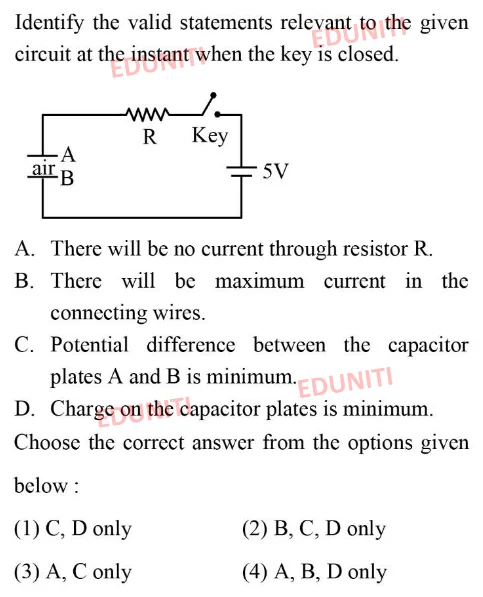 Identify the valid statements relevant to the given
circuit at the instant when the key is closed.
EDUNITI
EDUNITI
R Key
A
air
B
5V
A. There will be no current through resistor R.
B. There will be maximum current in the
connecting wires.
C. Potential difference between the capacitor
plates A and B is minimum.
EDUNITI
D. Charge on the capacitor plates is minimum.
EDUNITI
Choose the correct answer from the options given
below :
(1) C, D only (2) B, C, D only
(3) A, C only (4) A, B, D only